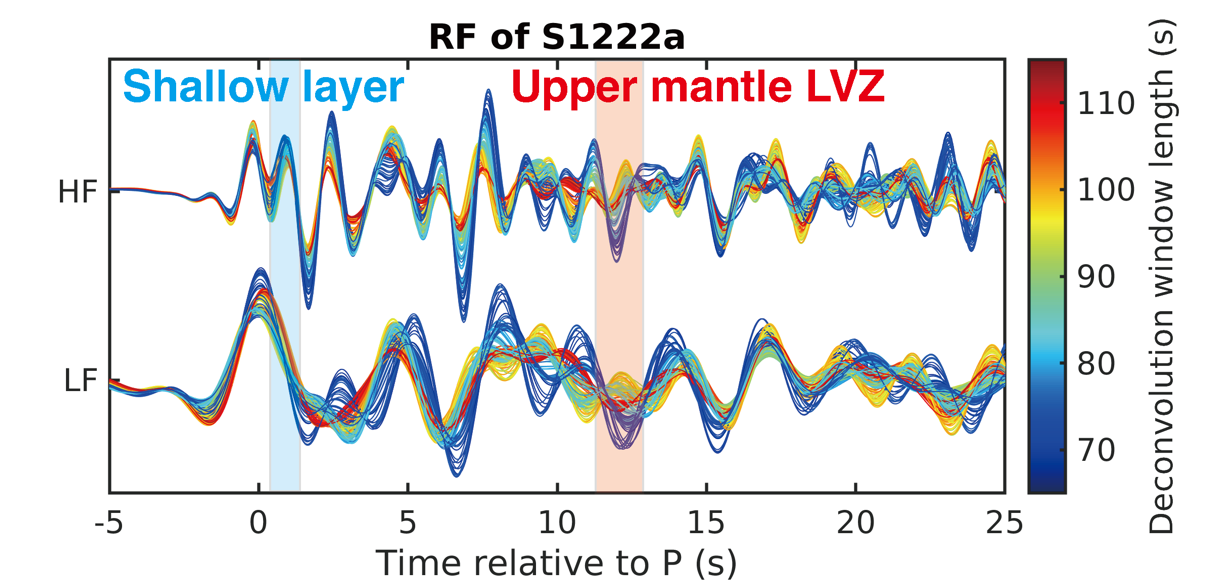 RF of S1222a
Shallow layer
Upper mantle LVZ
HF
LF
-5 0 5 10 15 20 25
Time relative to P (s)
110
100
90
80
70
Deconvolution window length (s)